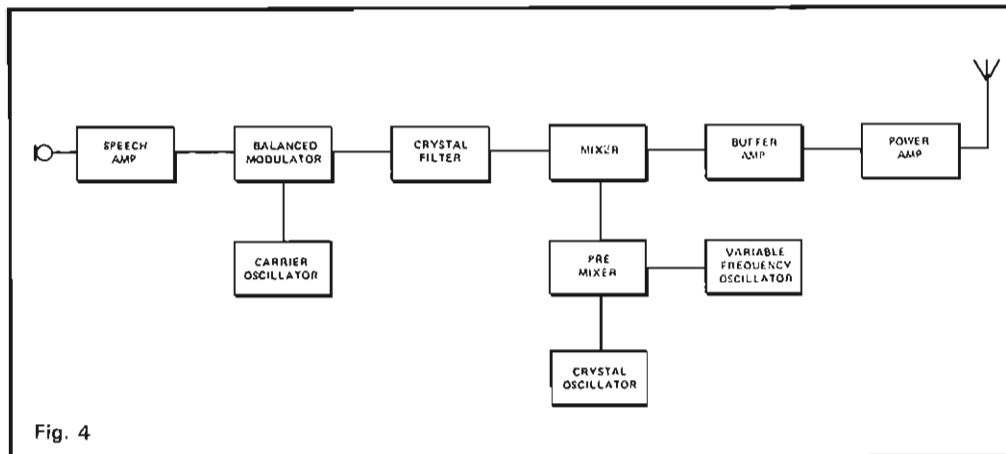 SPEECH
AMP
BALANCED
MODULATOR
CRYSTAL
FILTER
MIXER
BUFFER
AMP
POWER
AMP
CARRIER
OSCILLATOR
PRE
MIXER
VARIABLE
FREQUENCY
OSCILLATOR
CRYSTAL
OSCILLATOR
Fig. 4